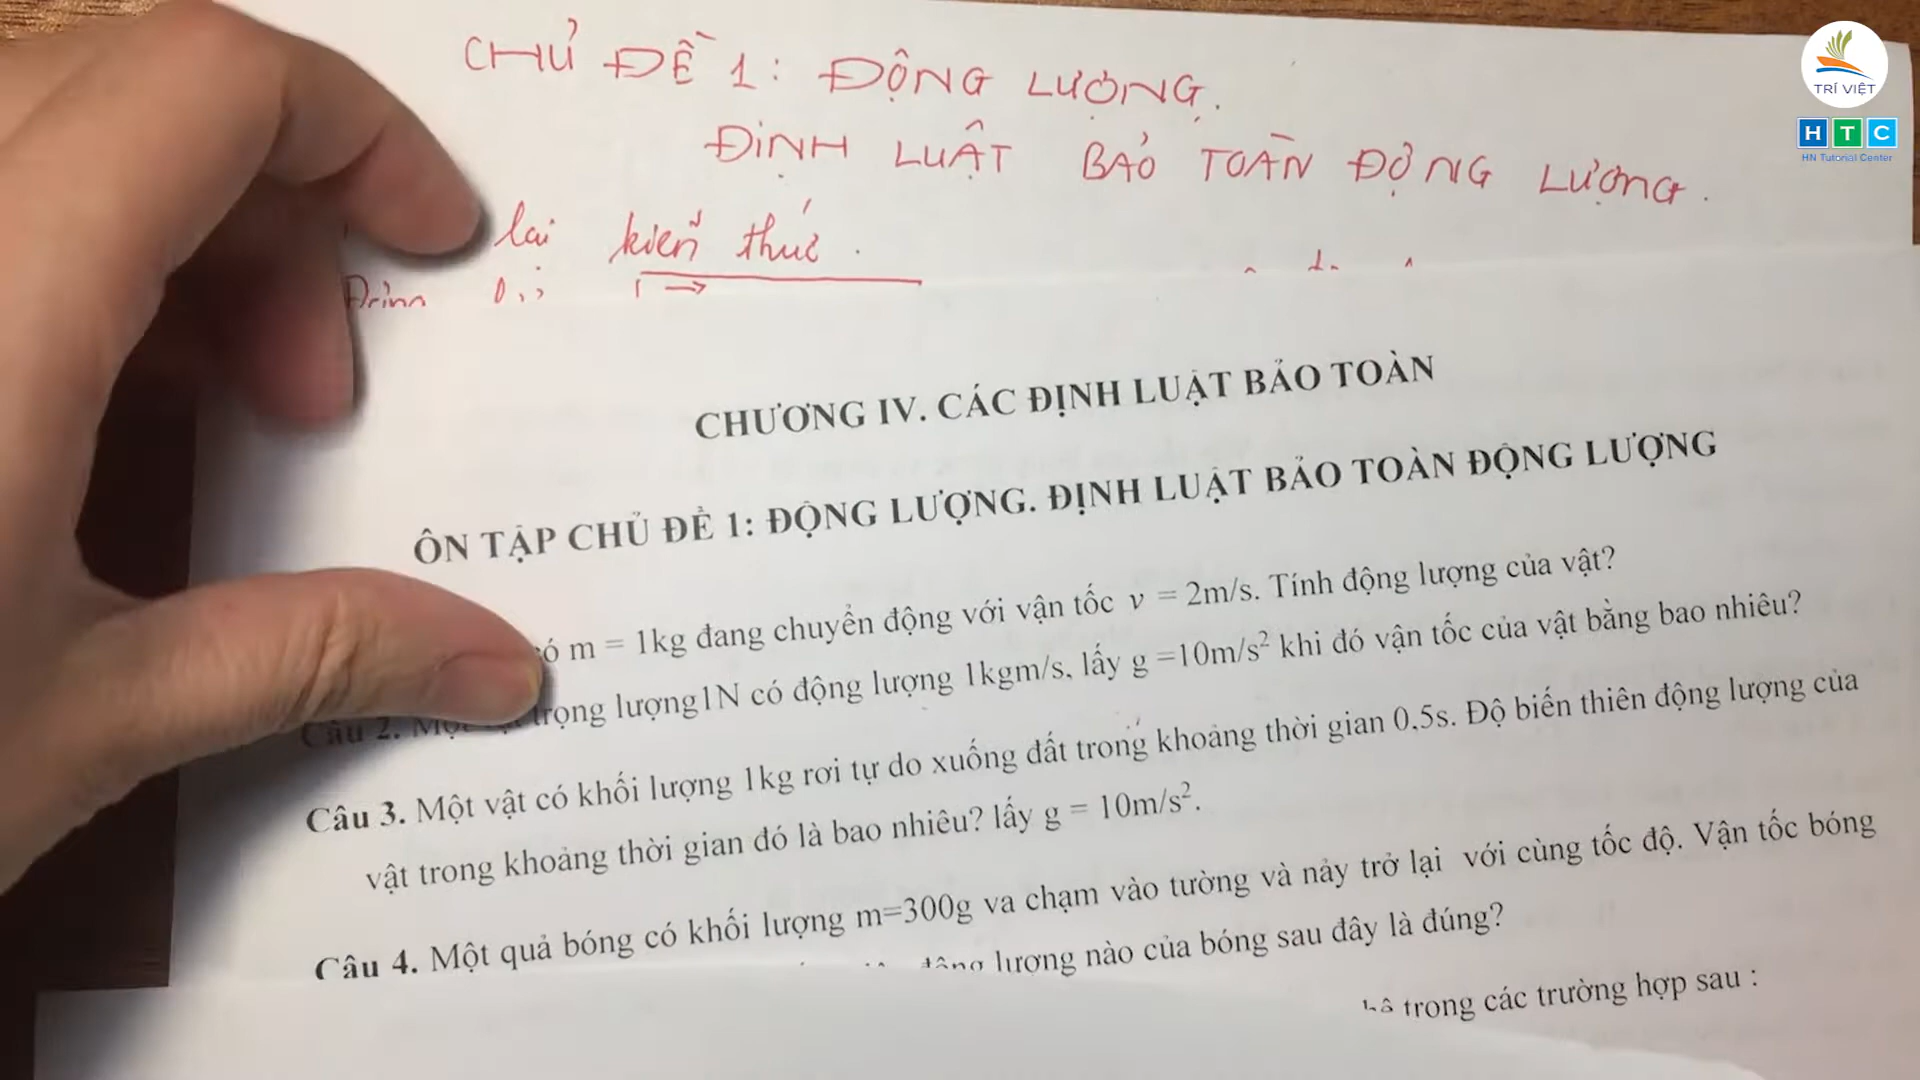 CHỦ ĐỀ 1: ĐỘNG LƯỢNG.
ĐỊNH LUẬT BẢO TOÀN ĐỘNG LƯỢNG.
lại kiến thức.
TRÍ VIỆT
HTC
HN Tutorial Center
CHƯƠNG IV. CÁC ĐỊNH LUẬT BẢO TOÀN
ÔN TẬP CHỦ ĐỀ 1: ĐỘNG LƯỢNG. ĐỊNH LUẬT BẢO TOÀN ĐỘNG LƯỢNG
m = 1kg đang chuyển động với vận tốc v = 2m/s. Tính động lượng của vật?
Câu 2. Một trọng lượng1N có động lượng 1kgm/s, lấy g =10m/s² khi đó vận tốc của vật bằng bao nhiêu?
Câu 3. Một vật có khối lượng 1kg rơi tự do xuống đất trong khoảng thời gian 0,5s. Độ biến thiên động lượng của
vật trong khoảng thời gian đó là bao nhiêu? lấy g = 10m/s².
Câu 4. Một quả bóng có khối lượng m=300g va chạm vào tường và nảy trở lại với cùng tốc độ. Vận tốc bóng
động lượng nào của bóng sau đây là đúng?
trong các trường hợp sau :